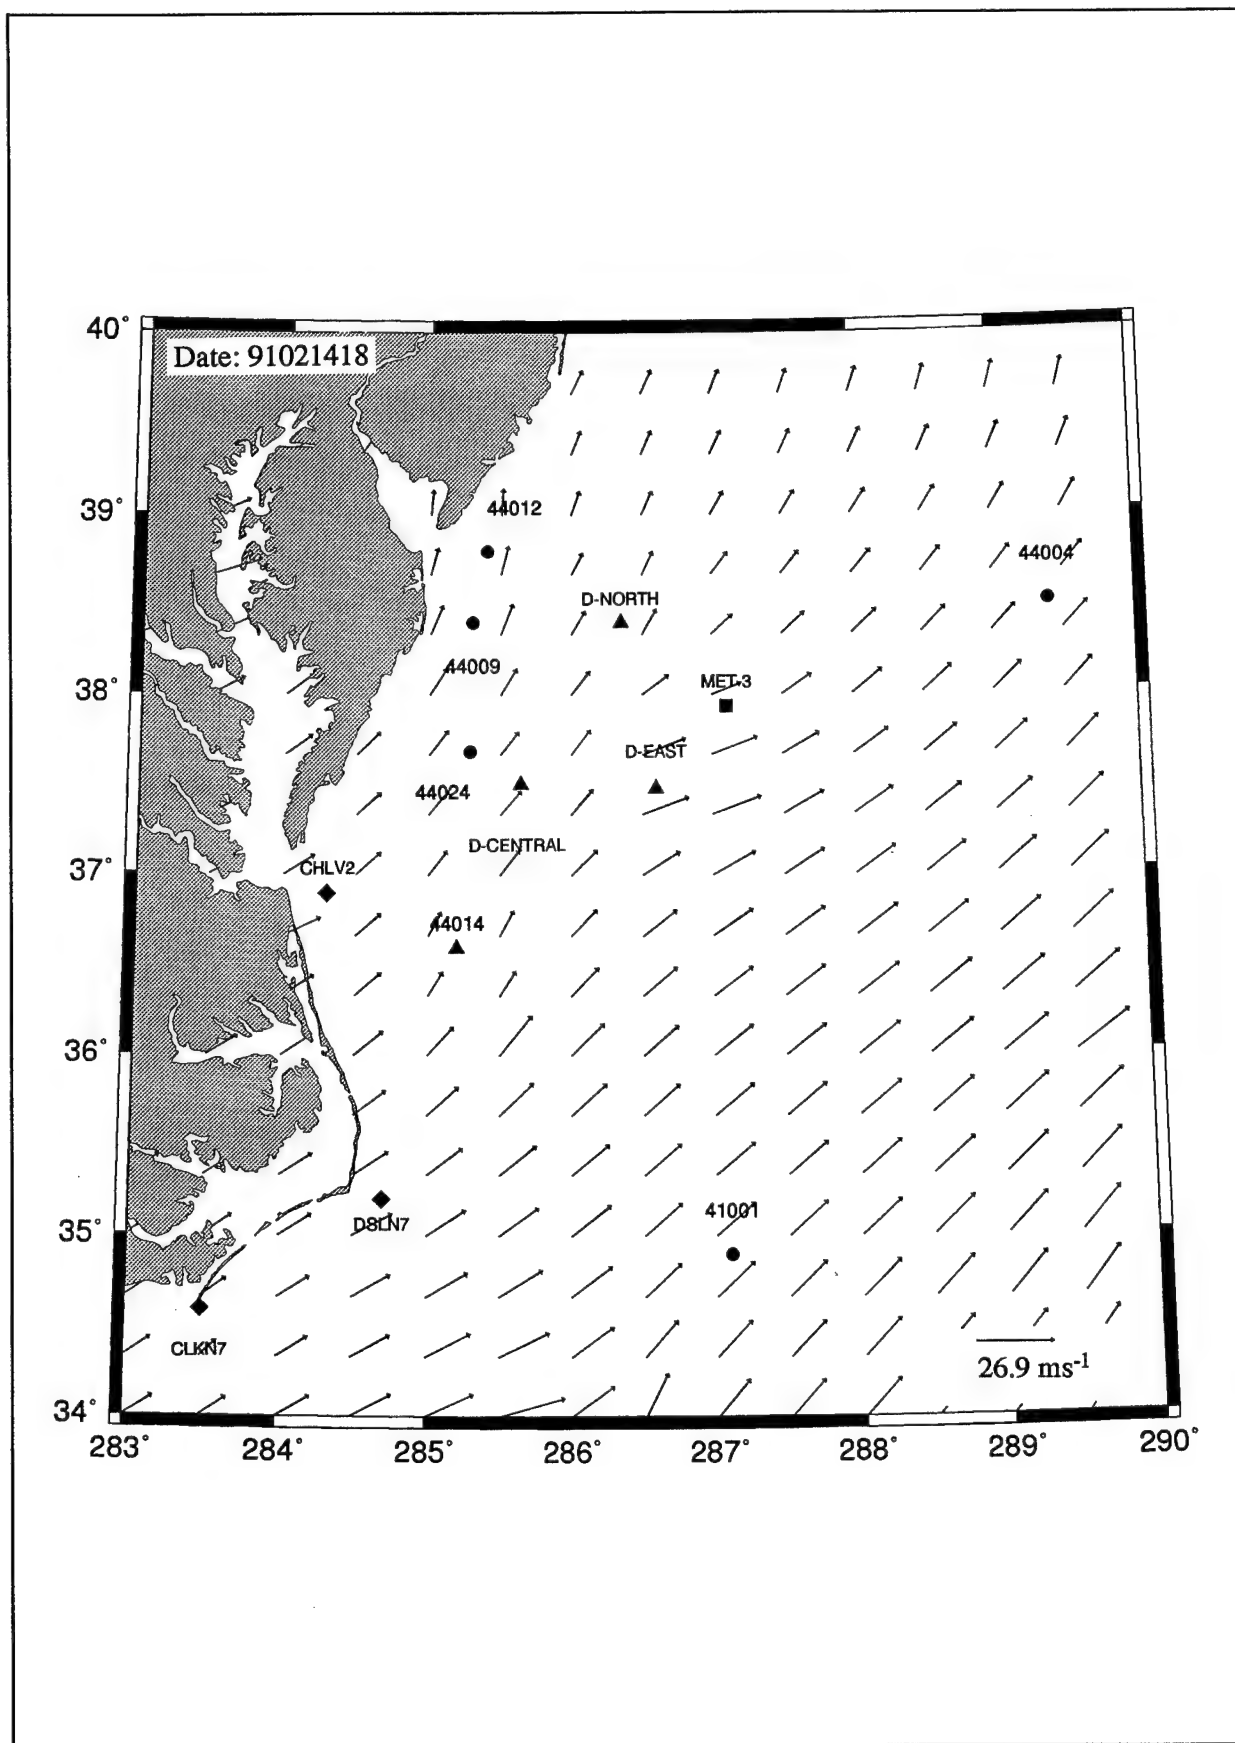 40°
Date: 91021418
39°
44012
44004
D-NORTH
44009
38°
MET-3
D-EAST
44024
D-CENTRAL
37°
CHLV2
44014
36°
35°
DSLN7
41001
CLKN7
26.9 ms⁻¹
34°
283° 284° 285° 286° 287° 288° 289° 290°